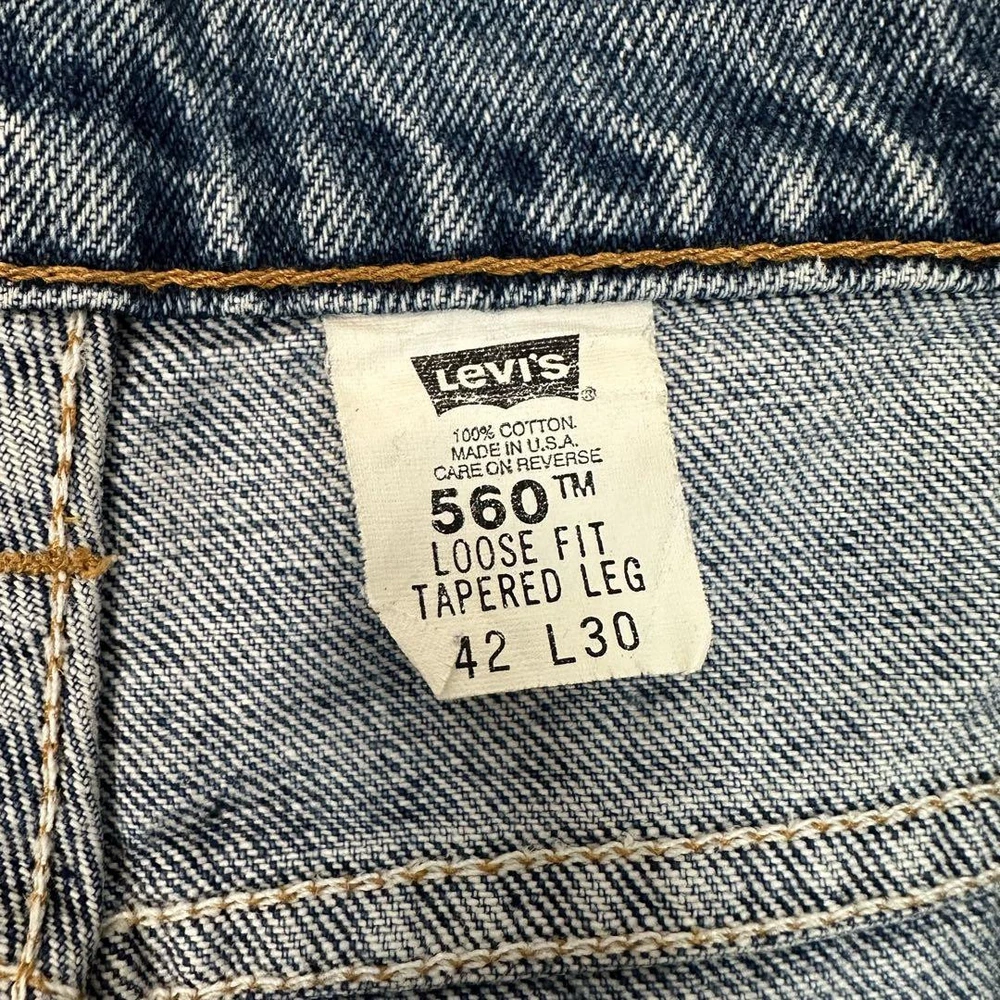 Levi's®
100% COTTON.
MADE IN U.S.A.
CARE ON REVERSE
560™
LOOSE FIT
TAPERED LEG
42 L30